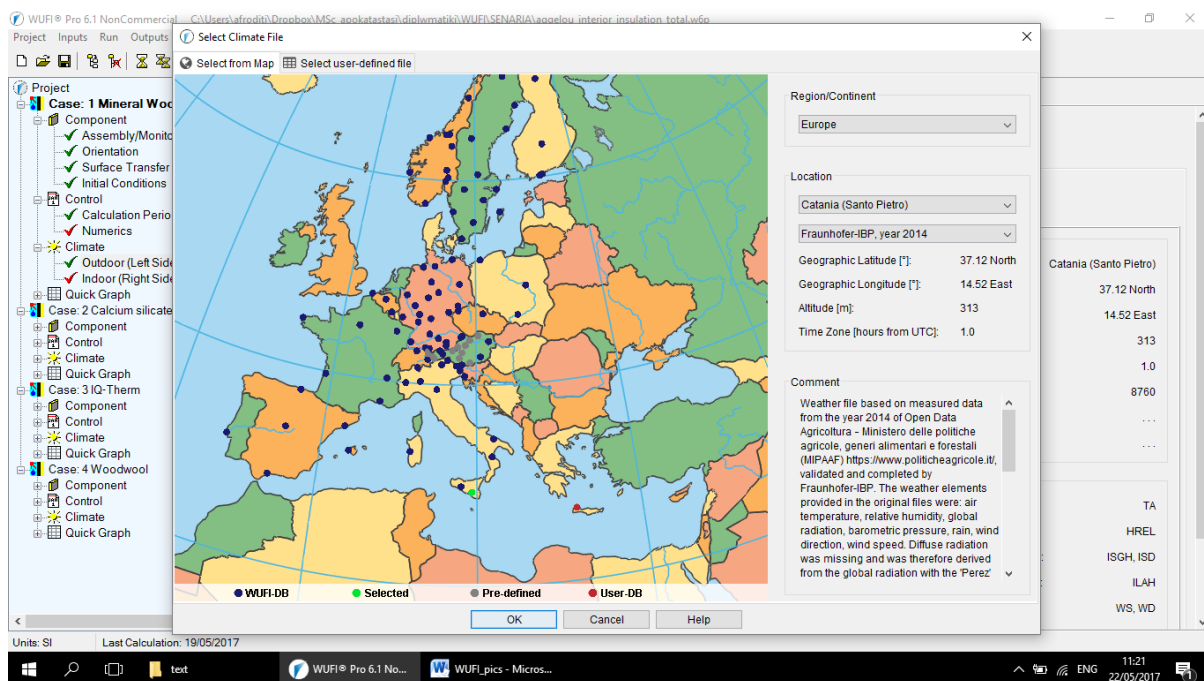 WUFI® Pro 6.1 NonCommercial C:\Users\afroditi\Dropbox\MSc_apokatastasi\diplwmatiki\WUFI\SENARIA\aggelou_interior_insulation_total.w6p
Project Inputs Run Outputs
Select Climate File
Select from Map Select user-defined file
Project
Case: 1 Mineral Woo
Component
Assembly/Monito
Orientation
Surface Transfer
Initial Conditions
Control
Calculation Perio
Numerics
Climate
Outdoor (Left Side
Indoor (Right Side
Quick Graph
Case: 2 Calcium silicate
Component
Control
Climate
Quick Graph
Case: 3 IQ-Therm
Component
Control
Climate
Quick Graph
Case: 4 Woodwool
Component
Control
Climate
Quick Graph
WUFI-DB Selected Pre-defined User-DB
Region/Continent
Europe
Location
Catania (Santo Pietro)
Fraunhofer-IBP, year 2014
Geographic Latitude [°]: 37.12 North
Geographic Longitude [°]: 14.52 East
Altitude [m]: 313
Time Zone [hours from UTC]: 1.0
Comment
Weather file based on measured data
from the year 2014 of Open Data
Agricoltura - Ministero delle politiche
agricole, generi alimentari e forestali
(MIPAAF) https://www.politicheagricole.it/,
validated and completed by
Fraunhofer-IBP. The weather elements
provided in the original files were: air
temperature, relative humidity, global
radiation, barometric pressure, rain, wind
direction, wind speed. Diffuse radiation
was missing and was therefore derived
from the global radiation with the 'Perez'
OK Cancel Help
Catania (Santo Pietro)
37.12 North
14.52 East
313
1.0
8760
. . .
. . .
TA
HREL
ISGH, ISD
ILAH
WS, WD
Units: SI Last Calculation: 19/05/2017
text WUFI® Pro 6.1 No... WUFI_pics - Micros... ENG 11:21
22/05/2017 1